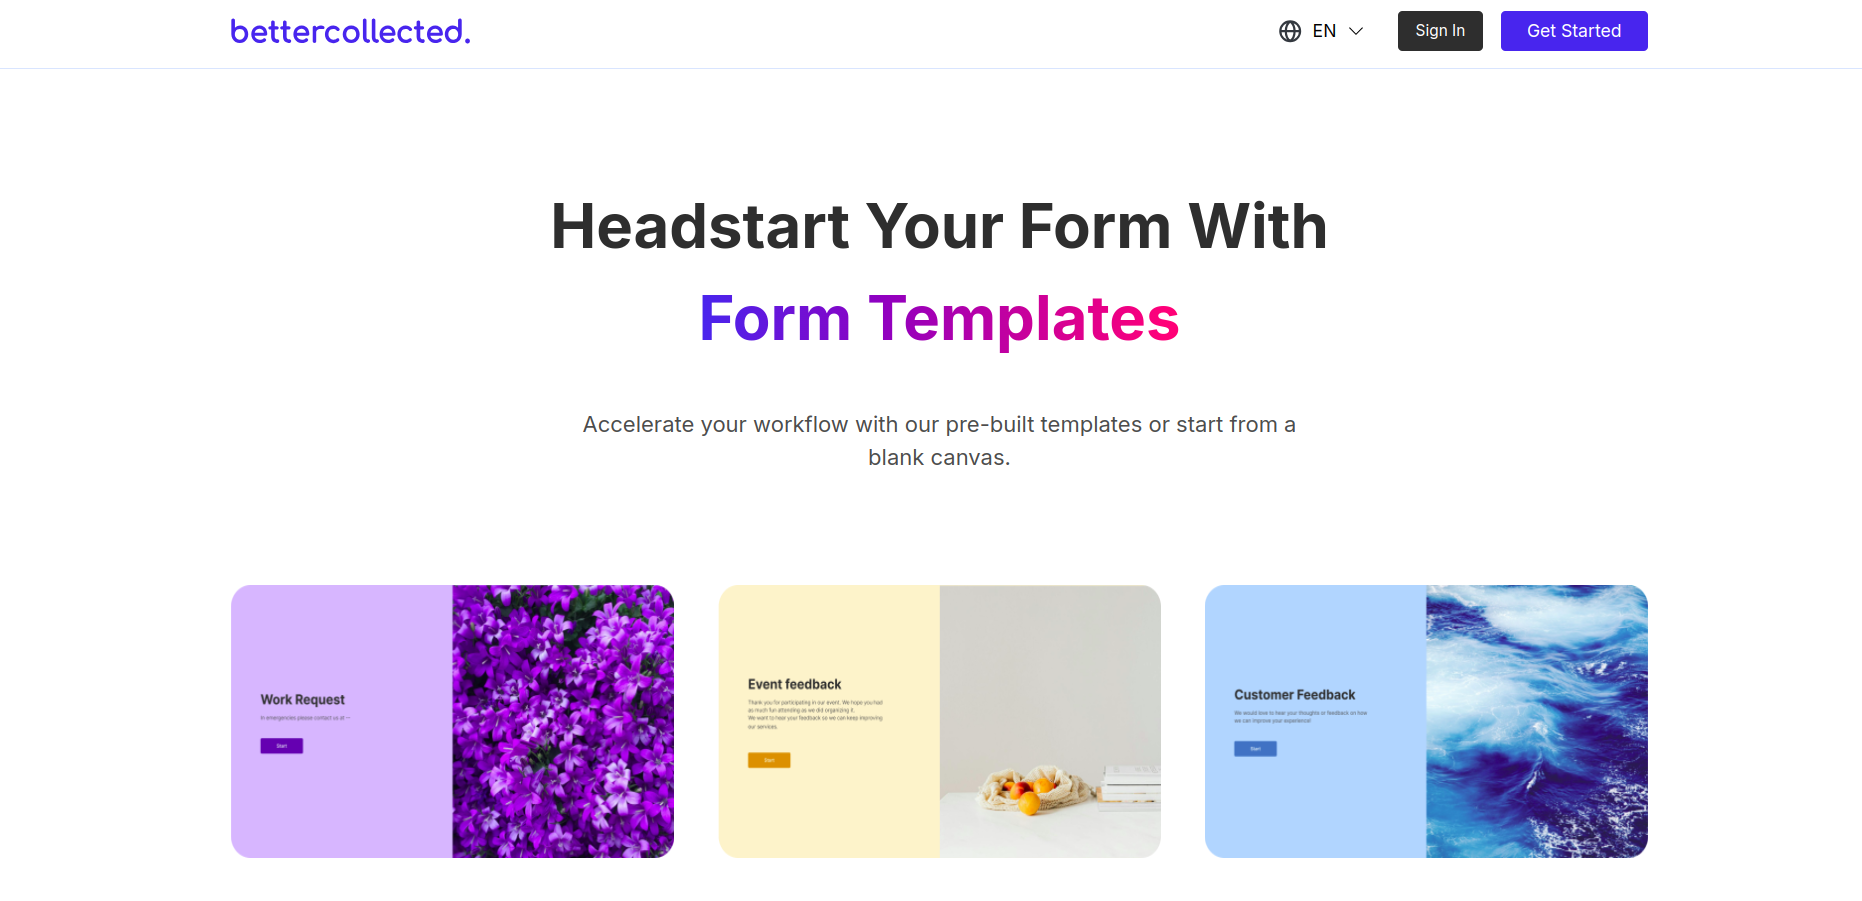 bettercollected.
EN
Sign In
Get Started
Headstart Your Form With
Form Templates
Accelerate your workflow with our pre-built templates or start from a
blank canvas.
Work Request
In emergencies please contact us at --
Start
Event feedback
Thank you for participating in our event. We hope you had
as much fun attending as we did organizing it.
We want to hear your feedback so we can keep improving
our services.
Start
Customer Feedback
We would love to hear your thoughts or feedback on how
we can improve your experience!
Start